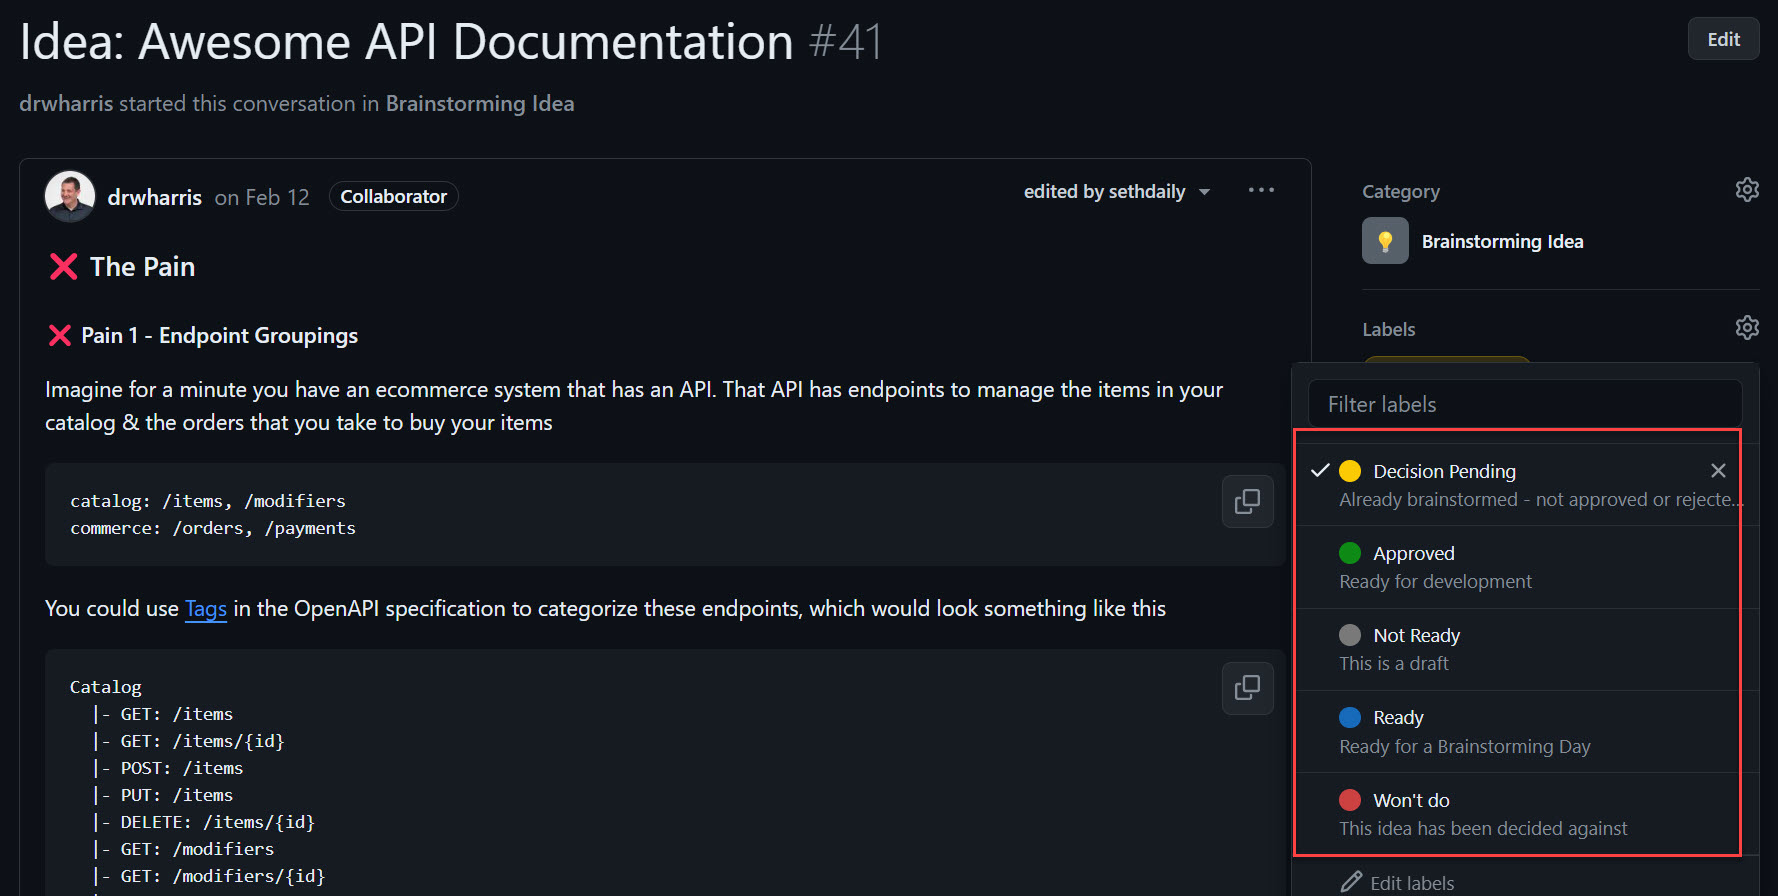 Idea: Awesome API Documentation #41
Edit
drwharris started this conversation in Brainstorming Idea
drwharris on Feb 12 Collaborator
edited by sethdaily
The Pain
Pain 1 - Endpoint Groupings
Imagine for a minute you have an ecommerce system that has an API. That API has endpoints to manage the items in your
catalog & the orders that you take to buy your items
catalog: /items, /modifiers
commerce: /orders, /payments
You could use Tags in the OpenAPI specification to categorize these endpoints, which would look something like this
Catalog
|- GET: /items
|- GET: /items/{id}
|- POST: /items
|- PUT: /items
|- DELETE: /items/{id}
|- GET: /modifiers
|- GET: /modifiers/{id}
Category
Brainstorming Idea
Labels
Filter labels
Decision Pending
Already brainstormed - not approved or rejecte...
Approved
Ready for development
Not Ready
This is a draft
Ready
Ready for a Brainstorming Day
Won't do
This idea has been decided against
Edit labels